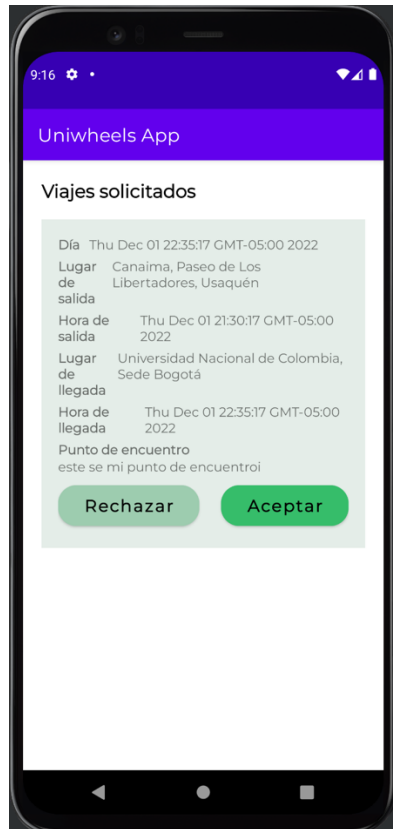 9:16
Uniwheels App
Viajes solicitados
Día Thu Dec 01 22:35:17 GMT-05:00 2022
Lugar de salida Canaima, Paseo de Los Libertadores, Usaquén
Hora de salida Thu Dec 01 21:30:17 GMT-05:00 2022
Lugar de llegada Universidad Nacional de Colombia, Sede Bogotá
Hora de llegada Thu Dec 01 22:35:17 GMT-05:00 2022
Punto de encuentro
este se mi punto de encuentroi
Rechazar Aceptar